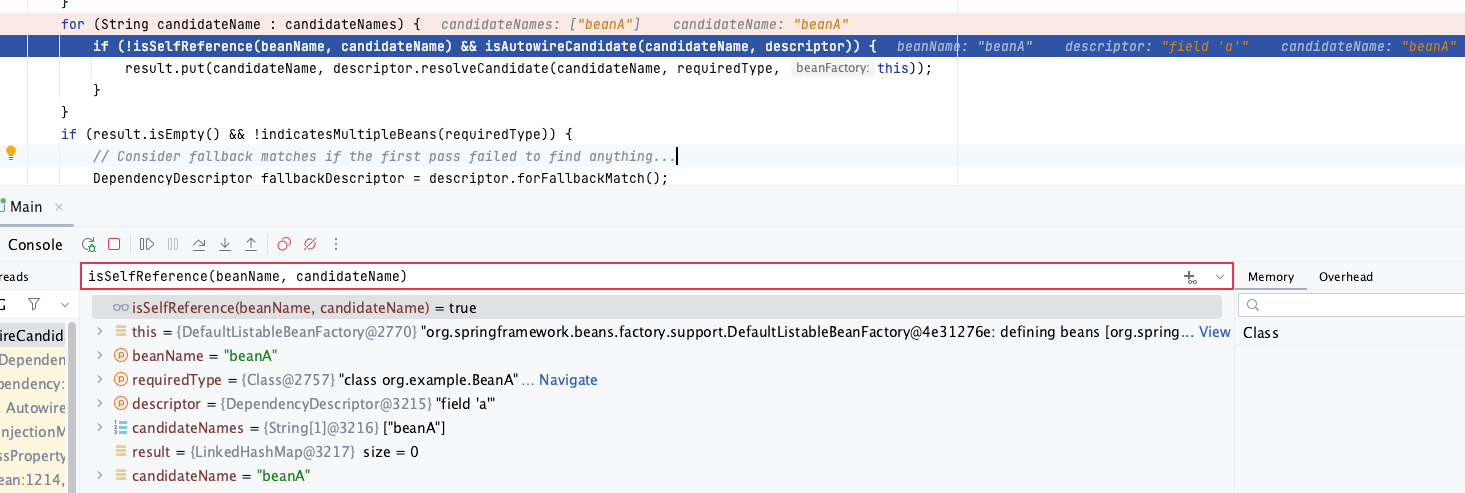 }
for (String candidateName : candidateNames) {   candidateNames: ["beanA"]   candidateName: "beanA"
if (!isSelfReference(beanName, candidateName) && isAutowireCandidate(candidateName, descriptor)) {   beanName: "beanA"   descriptor: "field 'a'"   candidateName: "beanA"
result.put(candidateName, descriptor.resolveCandidate(candidateName, requiredType, beanFactory: this));
}
}
if (result.isEmpty() && !indicatesMultipleBeans(requiredType)) {
// Consider fallback matches if the first pass failed to find anything...
DependencyDescriptor fallbackDescriptor = descriptor.forFallbackMatch();
Main
Console
reads
isSelfReference(beanName, candidateName)
Memory   Overhead
G
isSelfReference(beanName, candidateName) = true
ireCandid
this = {DefaultListableBeanFactory@2770} "org.springframework.beans.factory.support.DefaultListableBeanFactory@4e31276e: defining beans [org.spring... View
Class
Dependen
beanName = "beanA"
pendency:
requiredType = {Class@2757} "class org.example.BeanA" ... Navigate
, Autowire
descriptor = {DependencyDescriptor@3215} "field 'a'"
njectionM
candidateNames = {String[1]@3216} ["beanA"]
ssProperty
result = {LinkedHashMap@3217}  size = 0
ean:1214,
candidateName = "beanA"